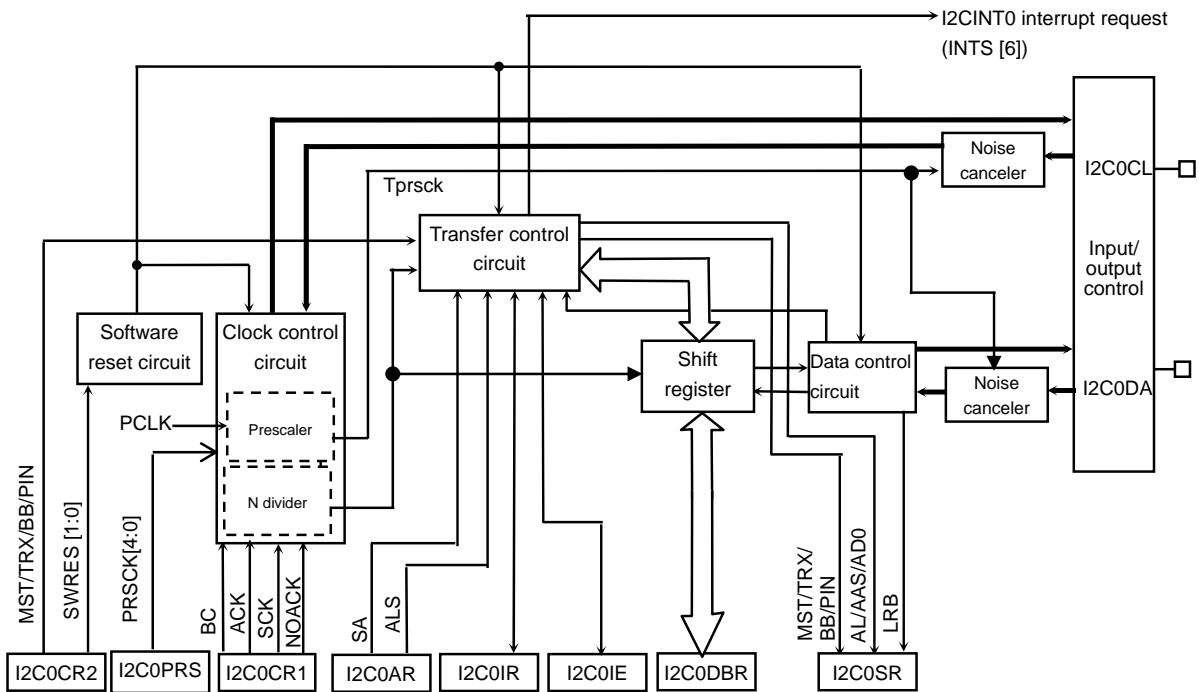 I2CINT0 interrupt request
(INTS [6])
Noise
canceler
I2C0CL
Tprsck
Transfer control
circuit
Input/
output
control
Software
reset circuit
Clock control
circuit
Shift
register
Data control
circuit
Noise
canceler
I2C0DA
PCLK
Prescaler
N divider
MST/TRX/BB/PIN
SWRES [1:0]
PRSCK[4:0]
BC
ACK
SCK
NOACK
SA
ALS
MST/TRX/
BB/PIN
AL/AAS/AD0
LRB
I2C0CR2
I2C0PRS
I2C0CR1
I2C0AR
I2C0IR
I2C0IE
I2C0DBR
I2C0SR